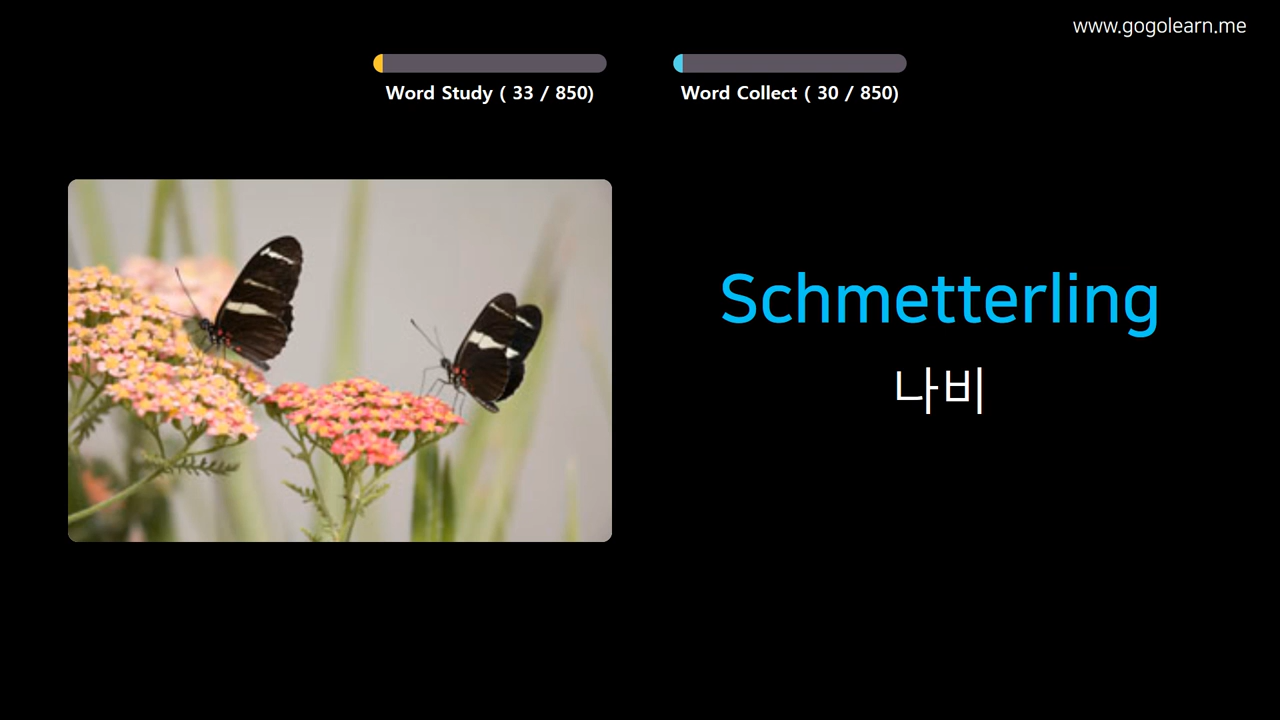 www.gogolearn.me
Word Study ( 33 / 850)
Word Collect ( 30 / 850)
Schmetterling
나비